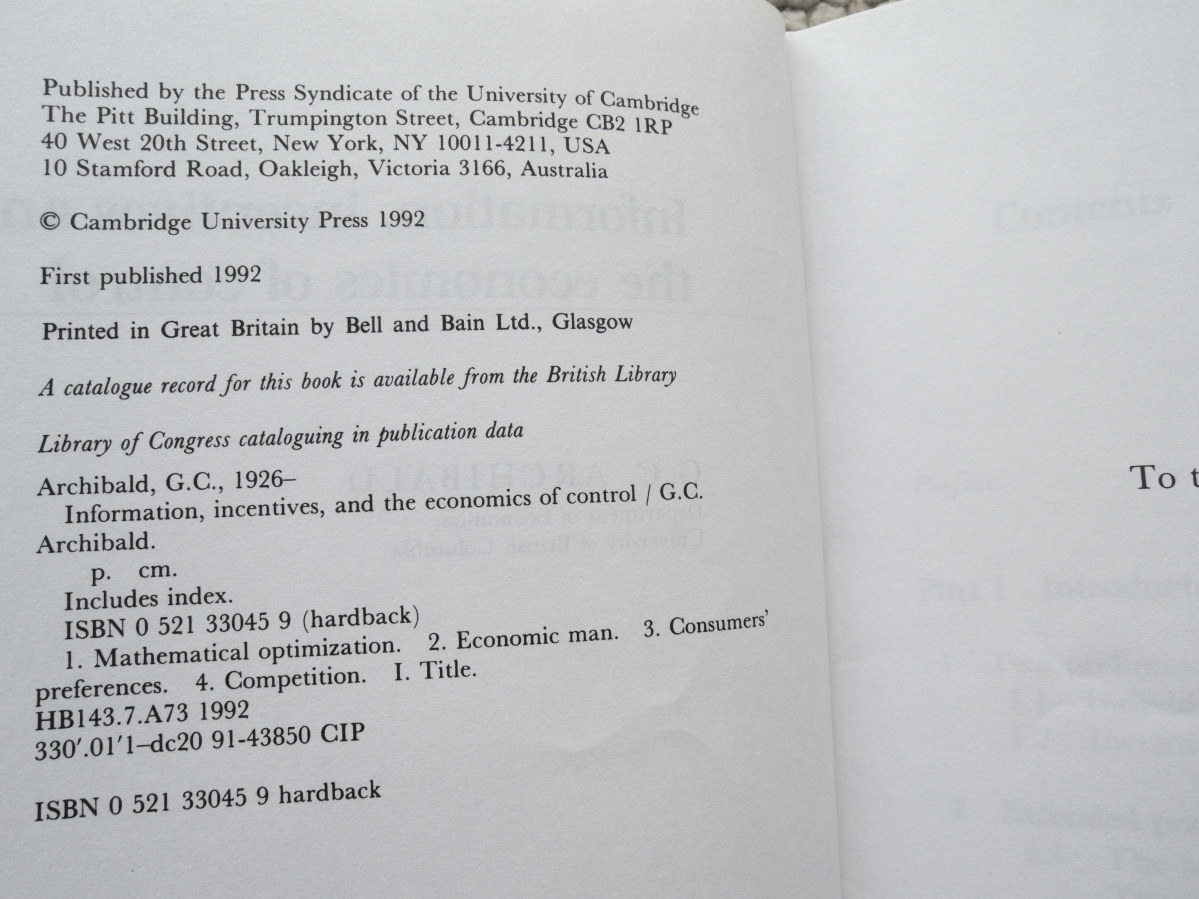 Published by the Press Syndicate of the University of Cambridge
The Pitt Building, Trumpington Street, Cambridge CB2 1RP
40 West 20th Street, New York, NY 10011-4211, USA
10 Stamford Road, Oakleigh, Victoria 3166, Australia
© Cambridge University Press 1992
First published 1992
Printed in Great Britain by Bell and Bain Ltd., Glasgow
A catalogue record for this book is available from the British Library
Library of Congress cataloguing in publication data
Archibald, G.C., 1926–
Information, incentives, and the economics of control / G.C.
Archibald.
p. cm.
Includes index.
ISBN 0 521 33045 9 (hardback)
1. Mathematical optimization. 2. Economic man. 3. Consumers'
preferences. 4. Competition. I. Title.
HB143.7.A73 1992
330′.01′1–dc20 91-43850 CIP
ISBN 0 521 33045 9 hardback
To t